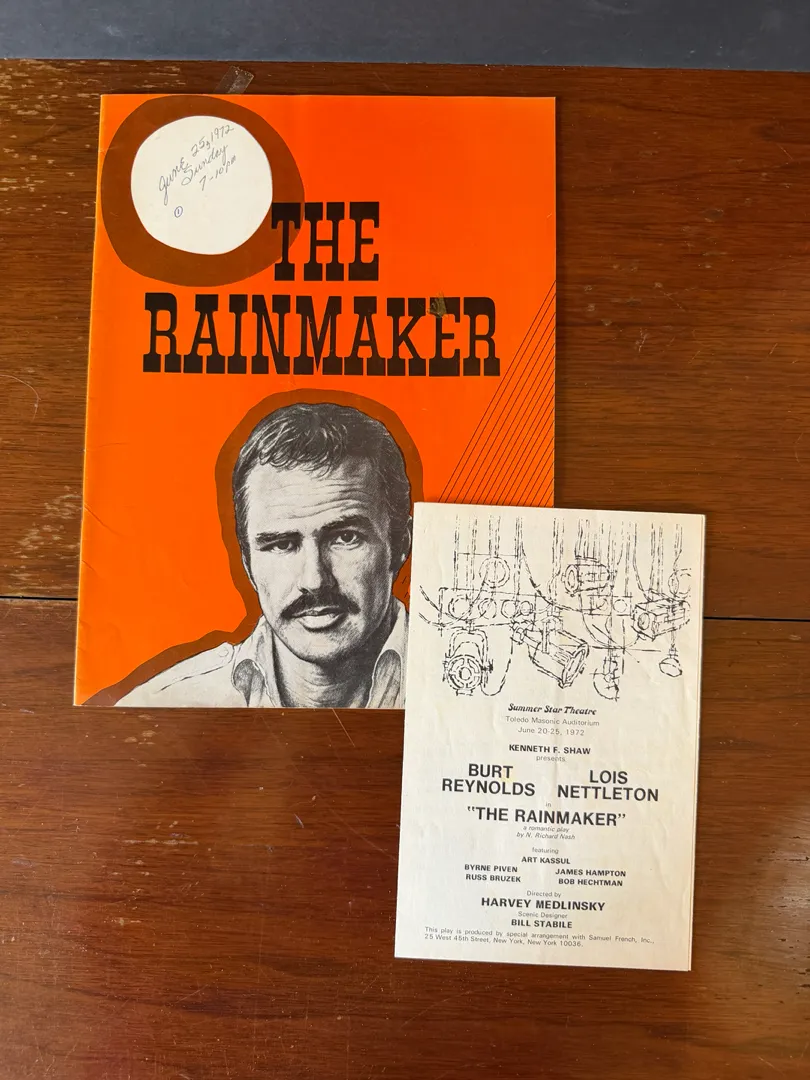 JUNE 25, 1972
Sunday
7-10 pm
1
THE
RAINMAKER
Summer Star Theatre
Toledo Masonic Auditorium
June 20-25, 1972
KENNETH F. SHAW
presents
BURT LOIS
REYNOLDS NETTLETON
in
"THE RAINMAKER"
a romantic play
by N. Richard Nash
featuring
ART KASSUL
BYRNE PIVEN JAMES HAMPTON
RUSS BRUZEK BOB HECHTMAN
Directed by
HARVEY MEDLINSKY
Scenic Designer
BILL STABILE
This play is produced by special arrangement with Samuel French, Inc.,
25 West 45th Street, New York, New York 10036.